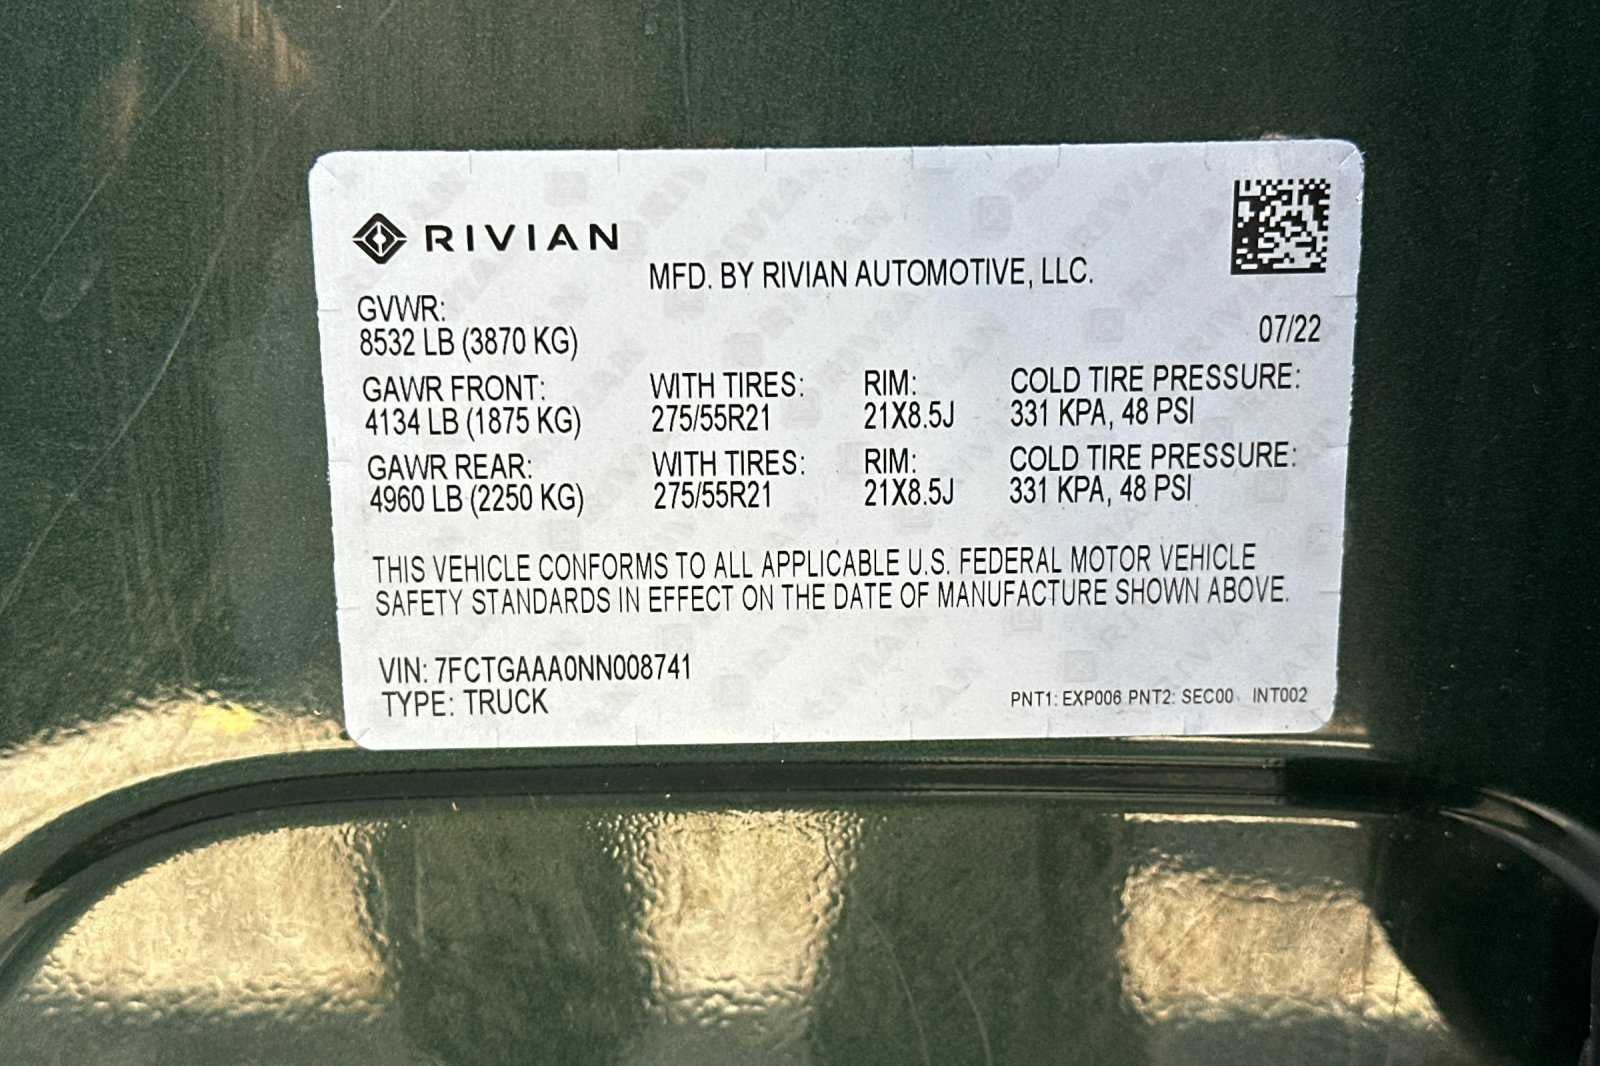 RIVIAN
MFD. BY RIVIAN AUTOMOTIVE, LLC.
GVWR:
8532 LB (3870 KG)
07/22
GAWR FRONT: WITH TIRES: RIM: COLD TIRE PRESSURE:
4134 LB (1875 KG) 275/55R21 21X8.5J 331 KPA, 48 PSI
GAWR REAR: WITH TIRES: RIM: COLD TIRE PRESSURE:
4960 LB (2250 KG) 275/55R21 21X8.5J 331 KPA, 48 PSI
THIS VEHICLE CONFORMS TO ALL APPLICABLE U.S. FEDERAL MOTOR VEHICLE
SAFETY STANDARDS IN EFFECT ON THE DATE OF MANUFACTURE SHOWN ABOVE.
VIN: 7FCTGAAA0NN008741
TYPE: TRUCK
PNT1: EXP006 PNT2: SEC00 INT002